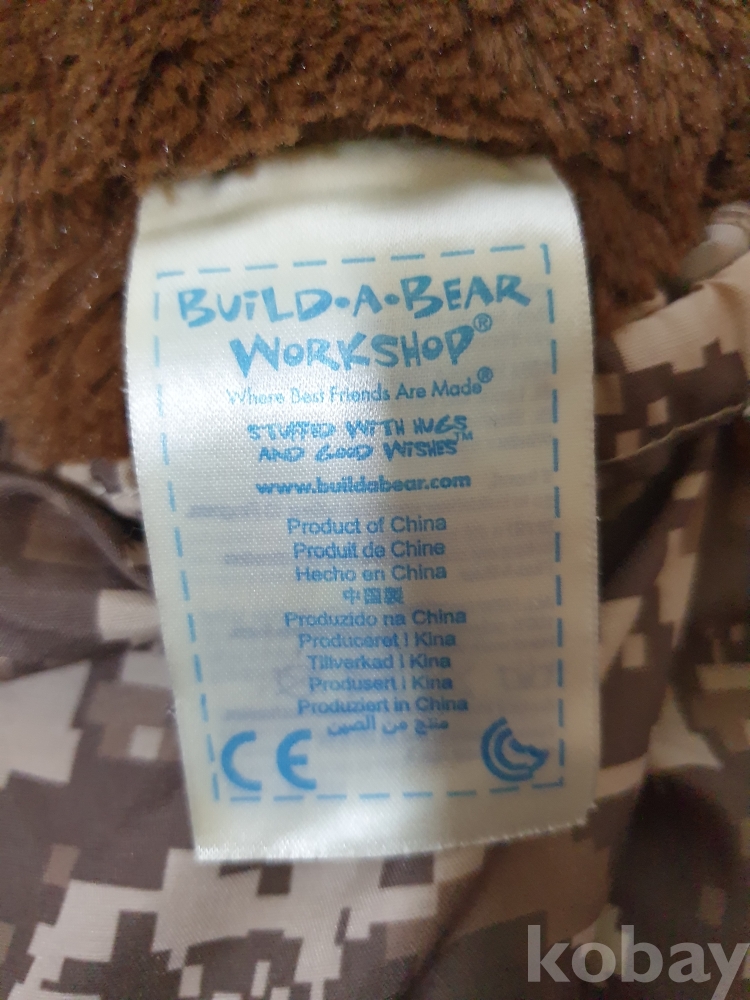 BUILD-A-BEAR
WORKSHOP®
Where Best Friends Are Made®
STUFFED WITH HUGS
AND GOOD WISHES™
www.buildabear.com
Product of China
Produit de Chine
Hecho en China
中國製
Produzido na China
Produceret i Kina
Tillverkad i Kina
Produsert i Kina
Produziert in China
منتج من الصين
CE
kobay